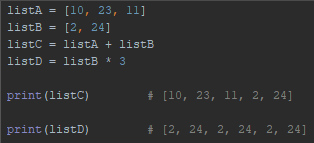 listA = [10, 23, 11]
listB = [2, 24]
listC = listA + listB
listD = listB * 3
print(listC)        # [10, 23, 11, 2, 24]
print(listD)        # [2, 24, 2, 24, 2, 24]